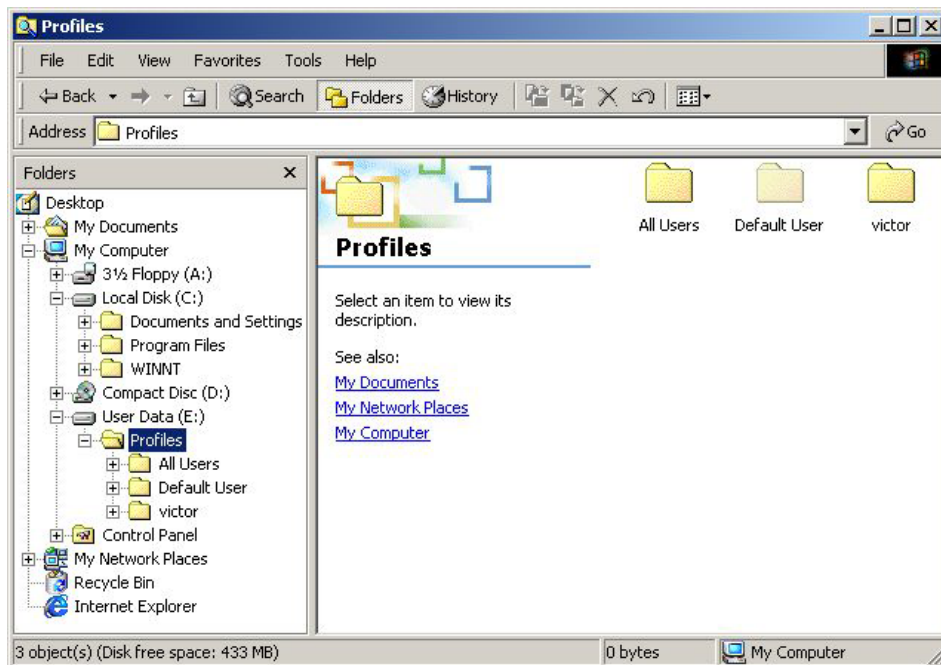 Profiles
File Edit View Favorites Tools Help
Back Search Folders History
Address Profiles Go
Folders
Desktop
My Documents
My Computer
3½ Floppy (A:)
Local Disk (C:)
Documents and Settings
Program Files
WINNT
Compact Disc (D:)
User Data (E:)
Profiles
All Users
Default User
victor
Control Panel
My Network Places
Recycle Bin
Internet Explorer
Profiles
Select an item to view its
description.
See also:
My Documents
My Network Places
My Computer
All Users Default User victor
3 object(s) (Disk free space: 433 MB) 0 bytes My Computer